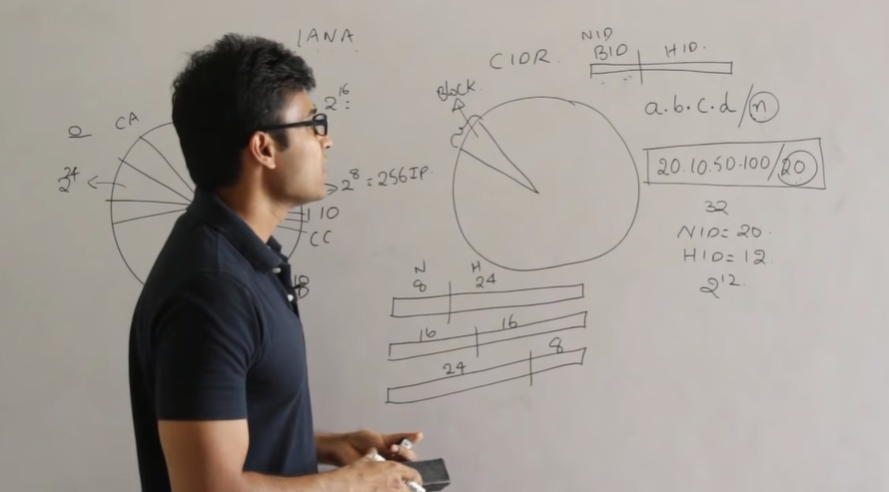 IANA
CIDR.
NID
BID HID.
2^16:
Block
a.b.c.d/n
CA
0
2^24
2^8 = 256IP.
20.10.50.100/20
110
CC
32
NID=20.
HID=12.
2^12.
N H
8 24
16 16
24 8